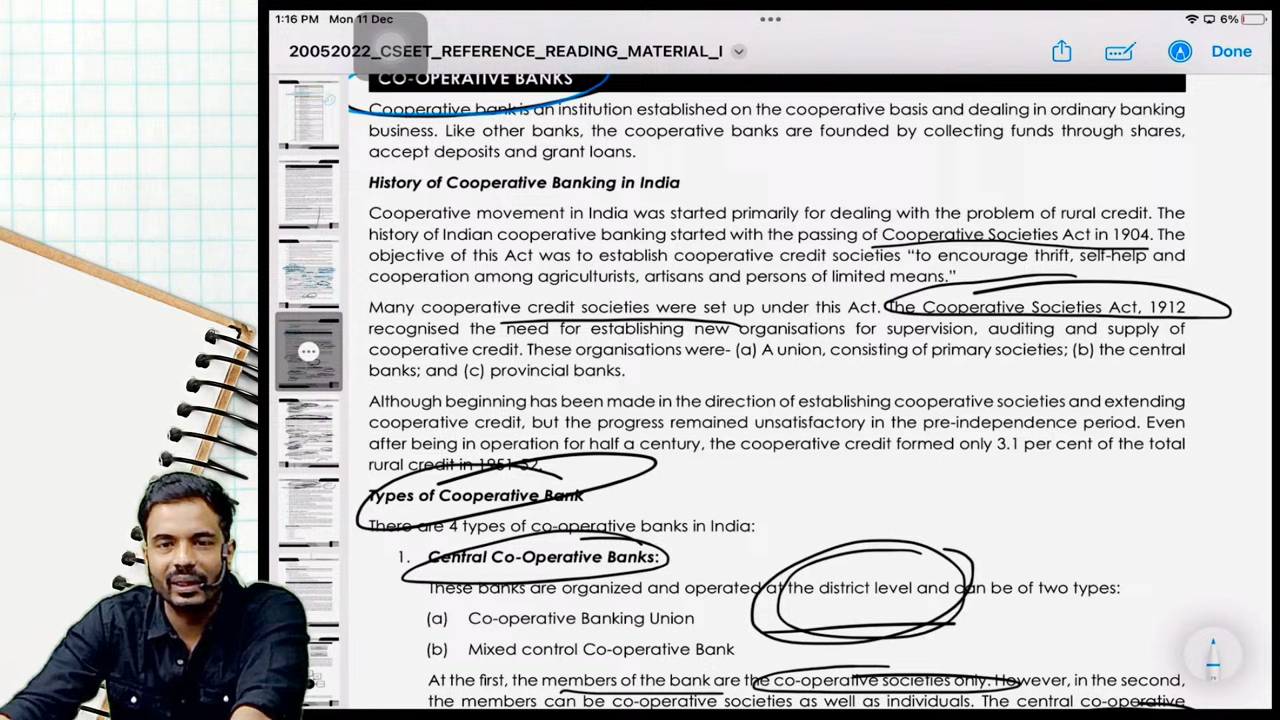 1:16 PM Mon 11 Dec
6%
20052022_CSEET_REFERENCE_READING_MATERIAL_I
Done
CO-OPERATIVE BANKS
Cooperative bank is an institution established on the cooperative basis and dealing in ordinary banking
business. Like other banks, the cooperative banks are founded by collecting funds through shares,
accept deposits and grant loans.
History of Cooperative Banking in India
Cooperative movement in India was started primarily for dealing with the problem of rural credit. The
history of Indian cooperative banking started with the passing of Cooperative Societies Act in 1904. The
objective of this Act was to establish cooperative credit societies “to encourage thrift, self-help and
cooperation among agriculturists, artisans and persons of limited means.”
Many cooperative credit societies were set up under this Act. The Cooperative Societies Act, 1912
recognised the need for establishing new organisations for supervision, auditing and supply of
cooperative credit. These organisations were- (a) A union, consisting of primary societies; (b) the central
banks; and (c) provincial banks.
Although beginning has been made in the direction of establishing cooperative societies and extending
cooperative credit, but the progress remained unsatisfactory in the pre-independence period. Even
after being in operation for half a century, the cooperative credit formed only 3.1 per cent of the total
rural credit in 1951-52.
Types of Cooperative Bank
There are 4 types of co-operative banks in India:
1. Central Co-Operative Banks:
These banks are organized and operated at the district level and can be of two types:
(a) Co-operative Banking Union
(b) Mixed control Co-operative Bank
At the first, the members of the bank are the co-operative societies only. However, in the second,
the members can be co-operative societies as well as individuals. The central co-operative